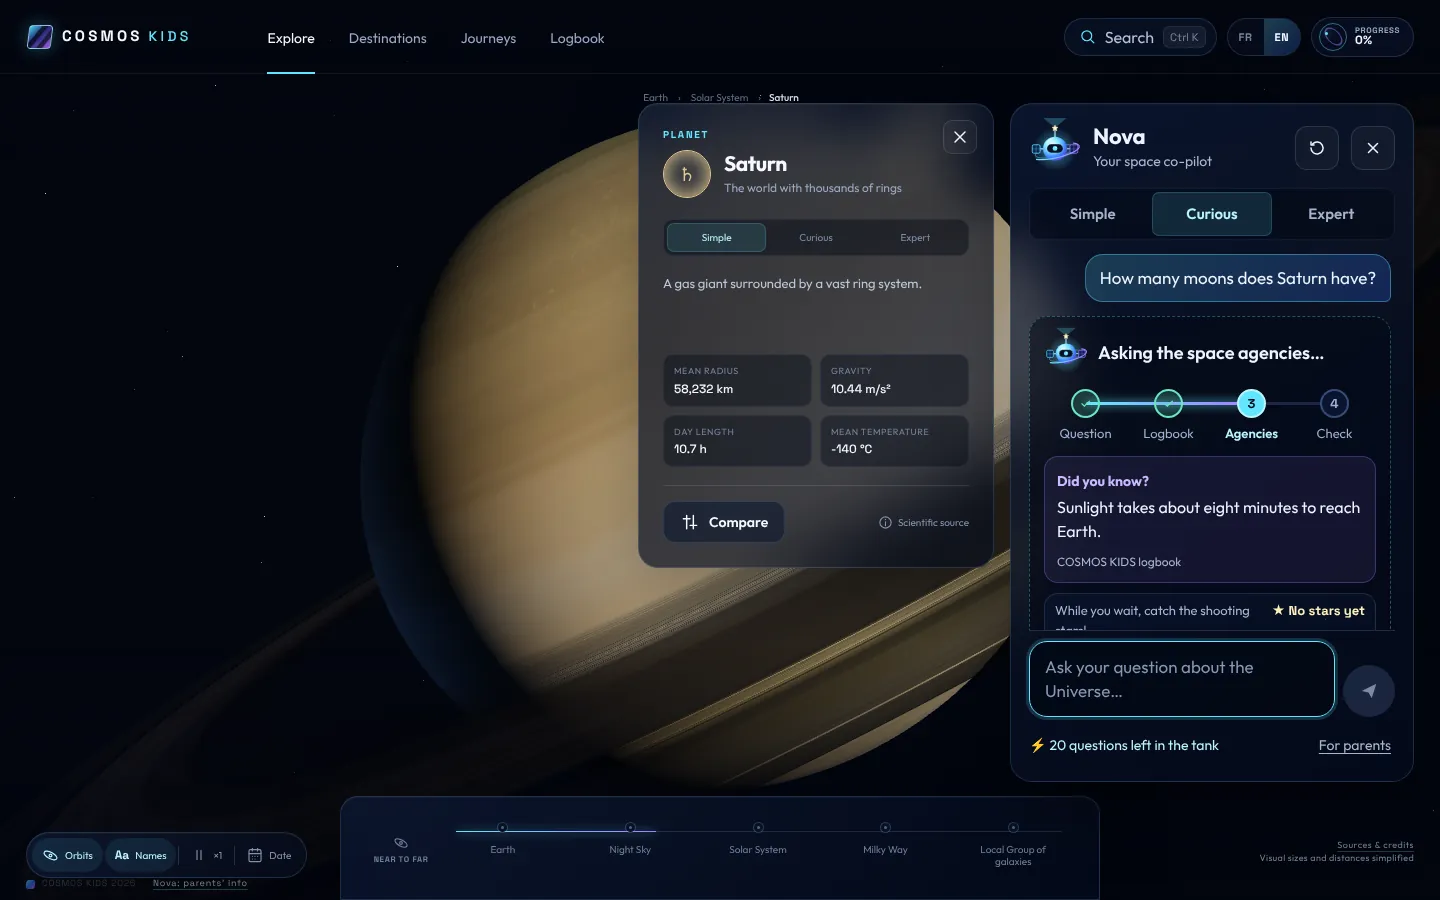 COSMOS KIDS
Explore
Destinations
Journeys
Logbook
Search Ctrl K
FR EN
PROGRESS
0%
Earth › Solar System › Saturn
PLANET
♄
Saturn
The world with thousands of rings
Simple Curious Expert
A gas giant surrounded by a vast ring system.
MEAN RADIUS
58,232 km
GRAVITY
10.44 m/s²
DAY LENGTH
10.7 h
MEAN TEMPERATURE
-140 °C
Compare
Scientific source
Nova
Your space co-pilot
Simple Curious Expert
How many moons does Saturn have?
Asking the space agencies...
3 4
Question Logbook Agencies Check
Did you know?
Sunlight takes about eight minutes to reach
Earth.
COSMOS KIDS logbook
While you wait, catch the shooting
stars!
★ No stars yet
Ask your question about the
Universe...
⚡ 20 questions left in the tank
For parents
Orbits
Aa Names
×1
Date
COSMOS KIDS 2026
Nova: parents' info
NEAR TO FAR
Earth
Night Sky
Solar System
Milky Way
Local Group of
galaxies
Sources & credits
Visual sizes and distances simplified